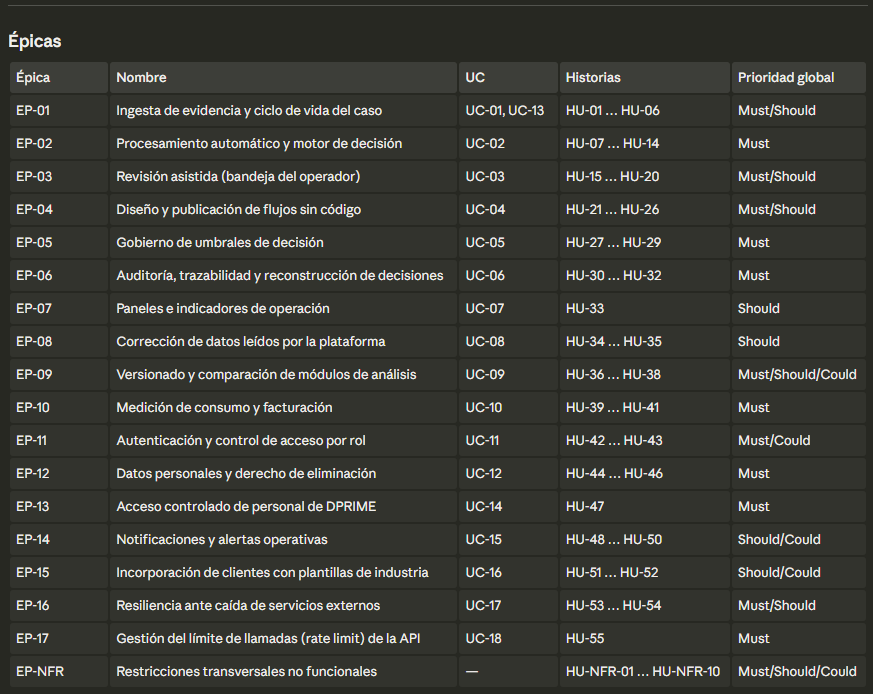 Épicas
Épica Nombre UC Historias Prioridad global
EP-01 Ingesta de evidencia y ciclo de vida del caso UC-01, UC-13 HU-01 … HU-06 Must/Should
EP-02 Procesamiento automático y motor de decisión UC-02 HU-07 … HU-14 Must
EP-03 Revisión asistida (bandeja del operador) UC-03 HU-15 … HU-20 Must/Should
EP-04 Diseño y publicación de flujos sin código UC-04 HU-21 … HU-26 Must/Should
EP-05 Gobierno de umbrales de decisión UC-05 HU-27 … HU-29 Must
EP-06 Auditoría, trazabilidad y reconstrucción de decisiones UC-06 HU-30 … HU-32 Must
EP-07 Paneles e indicadores de operación UC-07 HU-33 Should
EP-08 Corrección de datos leídos por la plataforma UC-08 HU-34 … HU-35 Should
EP-09 Versionado y comparación de módulos de análisis UC-09 HU-36 … HU-38 Must/Should/Could
EP-10 Medición de consumo y facturación UC-10 HU-39 … HU-41 Must
EP-11 Autenticación y control de acceso por rol UC-11 HU-42 … HU-43 Must/Could
EP-12 Datos personales y derecho de eliminación UC-12 HU-44 … HU-46 Must
EP-13 Acceso controlado de personal de DPRIME UC-14 HU-47 Must
EP-14 Notificaciones y alertas operativas UC-15 HU-48 … HU-50 Should/Could
EP-15 Incorporación de clientes con plantillas de industria UC-16 HU-51 … HU-52 Should/Could
EP-16 Resiliencia ante caída de servicios externos UC-17 HU-53 … HU-54 Must/Should
EP-17 Gestión del límite de llamadas (rate limit) de la API UC-18 HU-55 Must
EP-NFR Restricciones transversales no funcionales — HU-NFR-01 … HU-NFR-10 Must/Should/Could